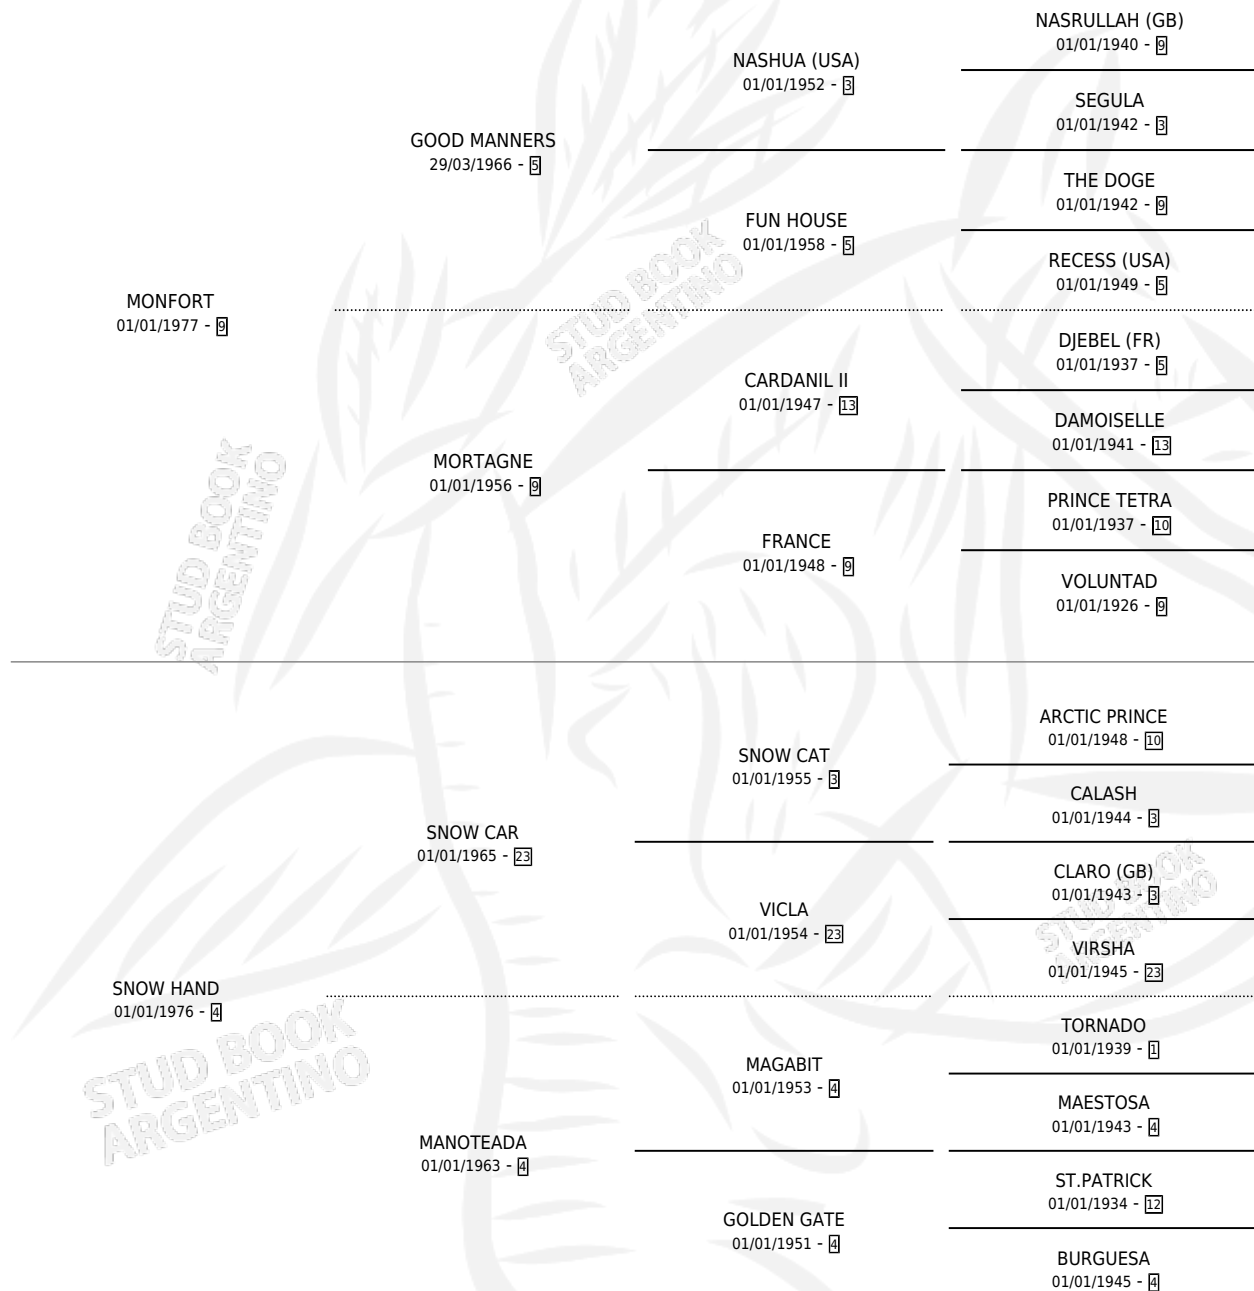 NASRULLAH (GB)
01/01/1940 - 9
NASHUA (USA)
01/01/1952 - 3
SEGULA
01/01/1942 - 3
GOOD MANNERS
29/03/1966 - 5
THE DOGE
01/01/1942 - 9
FUN HOUSE
01/01/1958 - 5
RECESS (USA)
01/01/1949 - 5
MONFORT
01/01/1977 - 9
DJEBEL (FR)
01/01/1937 - 5
CARDANIL II
01/01/1947 - 13
DAMOISELLE
01/01/1941 - 13
MORTAGNE
01/01/1956 - 9
PRINCE TETRA
01/01/1937 - 10
FRANCE
01/01/1948 - 9
VOLUNTAD
01/01/1926 - 9
ARCTIC PRINCE
01/01/1948 - 10
SNOW CAT
01/01/1955 - 3
CALASH
01/01/1944 - 3
SNOW CAR
01/01/1965 - 23
CLARO (GB)
01/01/1943 - 3
VICLA
01/01/1954 - 23
VIRSHA
01/01/1945 - 23
SNOW HAND
01/01/1976 - 4
TORNADO
01/01/1939 - 1
MAGABIT
01/01/1953 - 4
MAESTOSA
01/01/1943 - 4
MANOTEADA
01/01/1963 - 4
ST.PATRICK
01/01/1934 - 12
GOLDEN GATE
01/01/1951 - 4
BURGUESA
01/01/1945 - 4
STUD BOOK
ARGENTINO
STUD BOOK
ARGENTINO
STUD BOOK
ARGENTINO
STUD BOOK
ARGENTINO